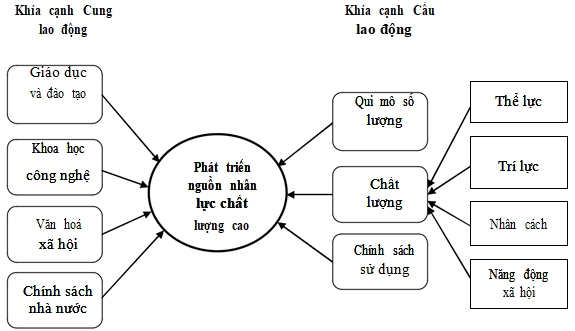 Khía cạnh Cung
lao động
Khía cạnh Cầu
lao động
Giáo dục
và đào tạo
Khoa học
công nghệ
Văn hoá
xã hội
Chính sách
nhà nước
Phát triển
nguồn nhân
lực chất
lượng cao
Qui mô số
lượng
Chất
lượng
Chính sách
sử dụng
Thể lực
Trí lực
Nhân cách
Năng động
xã hội